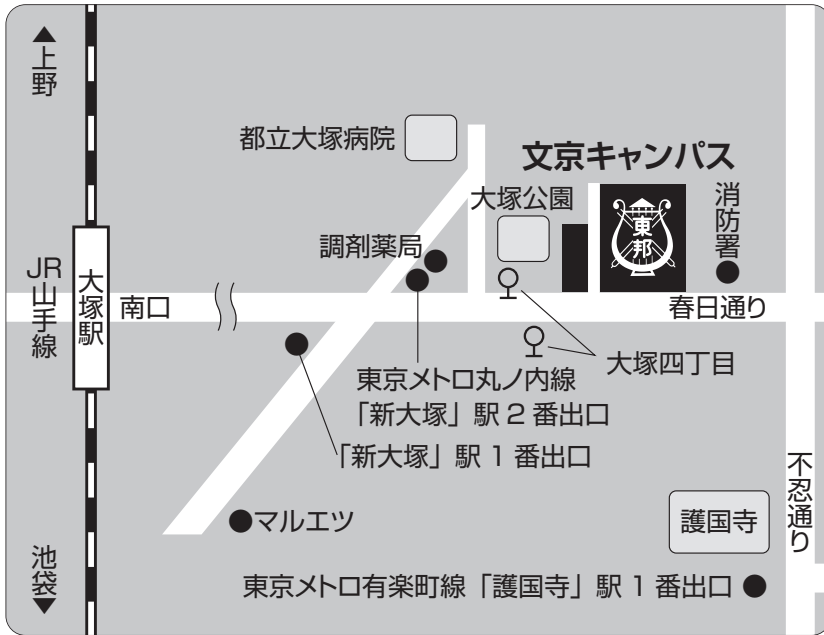 ▲上野
都立大塚病院
文京キャンパス
大塚公園
東邦
消防署
調剤薬局
JR山手線
大塚駅
南口
春日通り
大塚四丁目
東京メトロ丸ノ内線
「新大塚」駅 2 番出口
「新大塚」駅 1 番出口
不忍通り
マルエツ
護国寺
池袋▼
東京メトロ有楽町線「護国寺」駅 1 番出口